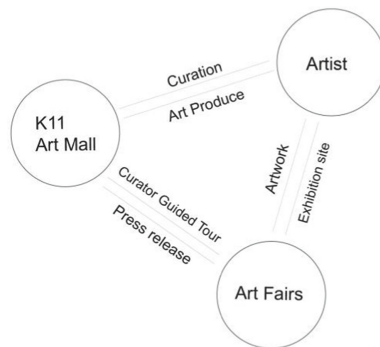 Curation
Art Produce
Artist
K11
Art Mall
Artwork
Exhibition site
Curator Guided Tour
Press release
Art Fairs